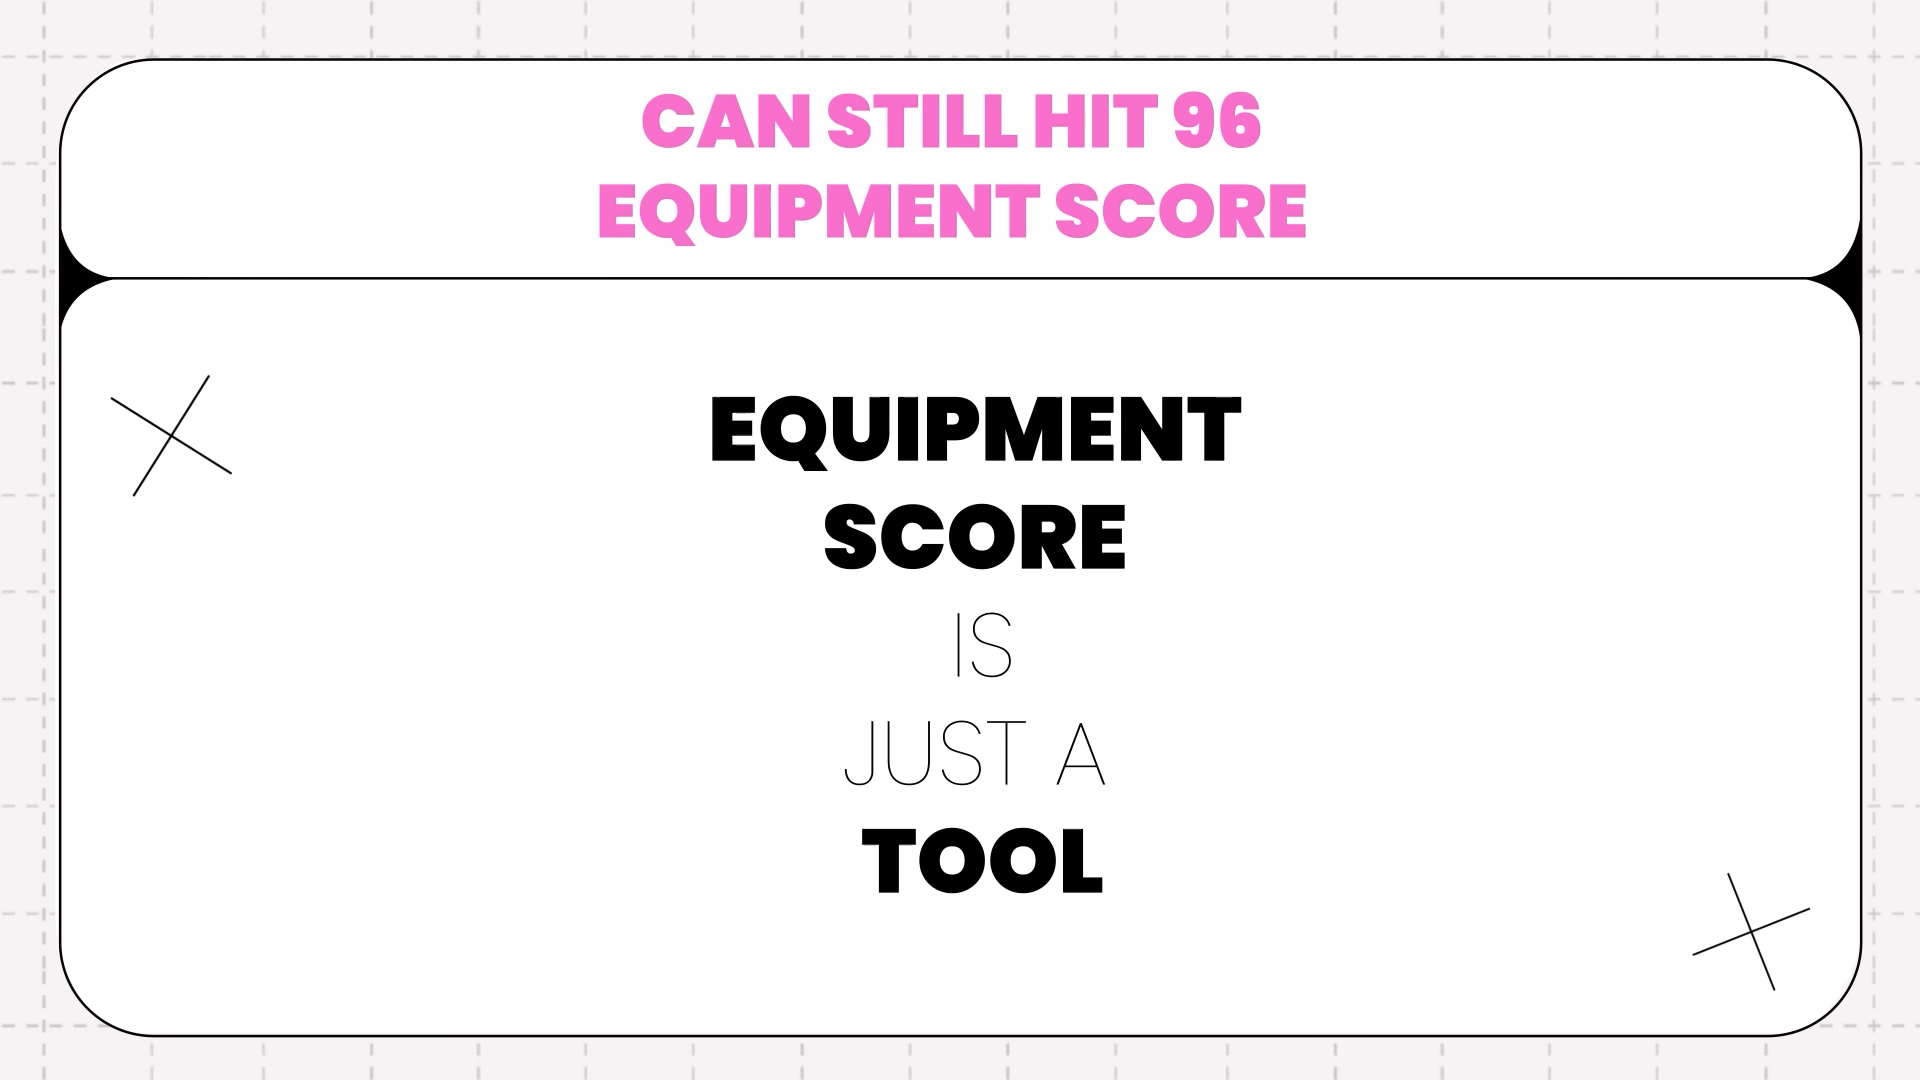 CAN STILL HIT 96
EQUIPMENT SCORE
EQUIPMENT
SCORE
IS
JUST A
TOOL